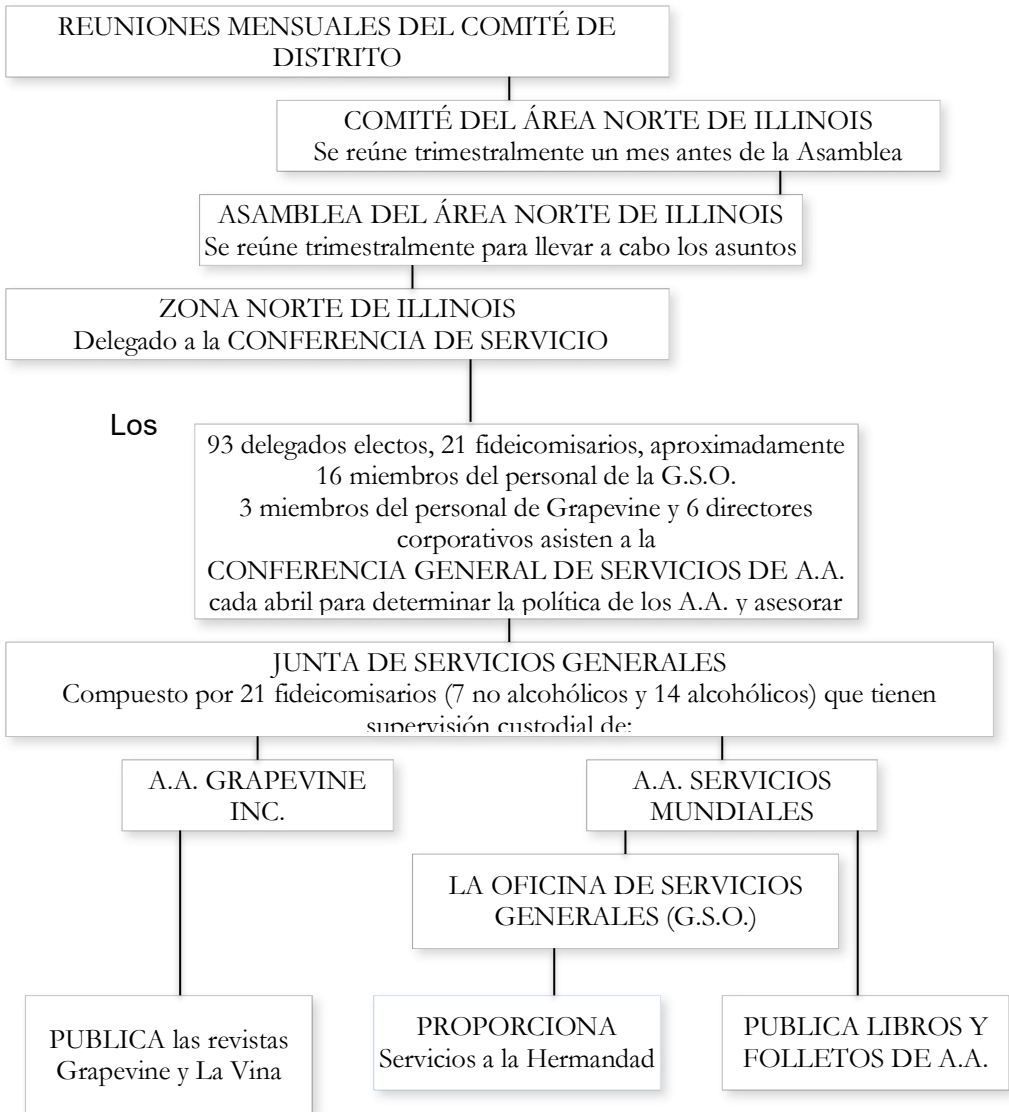 REUNIONES MENSUALES DEL COMITÉ DE
DISTRITO
COMITÉ DEL ÁREA NORTE DE ILLINOIS
Se reúne trimestralmente un mes antes de la Asamblea
ASAMBLEA DEL ÁREA NORTE DE ILLINOIS
Se reúne trimestralmente para llevar a cabo los asuntos
ZONA NORTE DE ILLINOIS
Delegado a la CONFERENCIA DE SERVICIO
Los
93 delegados electos, 21 fideicomisarios, aproximadamente
16 miembros del personal de la G.S.O.
3 miembros del personal de Grapevine y 6 directores
corporativos asisten a la
CONFERENCIA GENERAL DE SERVICIOS DE A.A.
cada abril para determinar la política de los A.A. y asesorar
JUNTA DE SERVICIOS GENERALES
Compuesto por 21 fideicomisarios (7 no alcohólicos y 14 alcohólicos) que tienen
supervisión custodial de:
A.A. GRAPEVINE
INC.
A.A. SERVICIOS
MUNDIALES
LA OFICINA DE SERVICIOS
GENERALES (G.S.O.)
PUBLICA las revistas
Grapevine y La Vina
PROPORCIONA
Servicios a la Hermandad
PUBLICA LIBROS Y
FOLLETOS DE A.A.